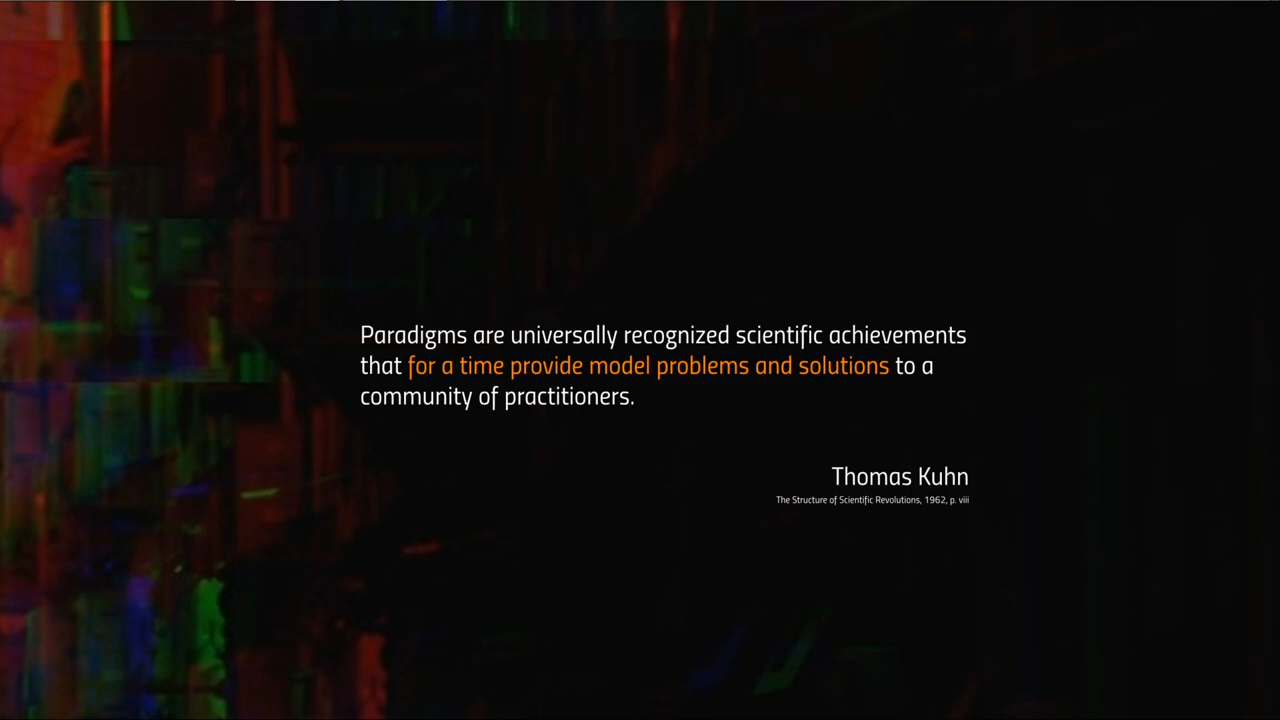 Paradigms are universally recognized scientific achievements
that for a time provide model problems and solutions to a
community of practitioners.
Thomas Kuhn
The Structure of Scientific Revolutions, 1962, p. viii